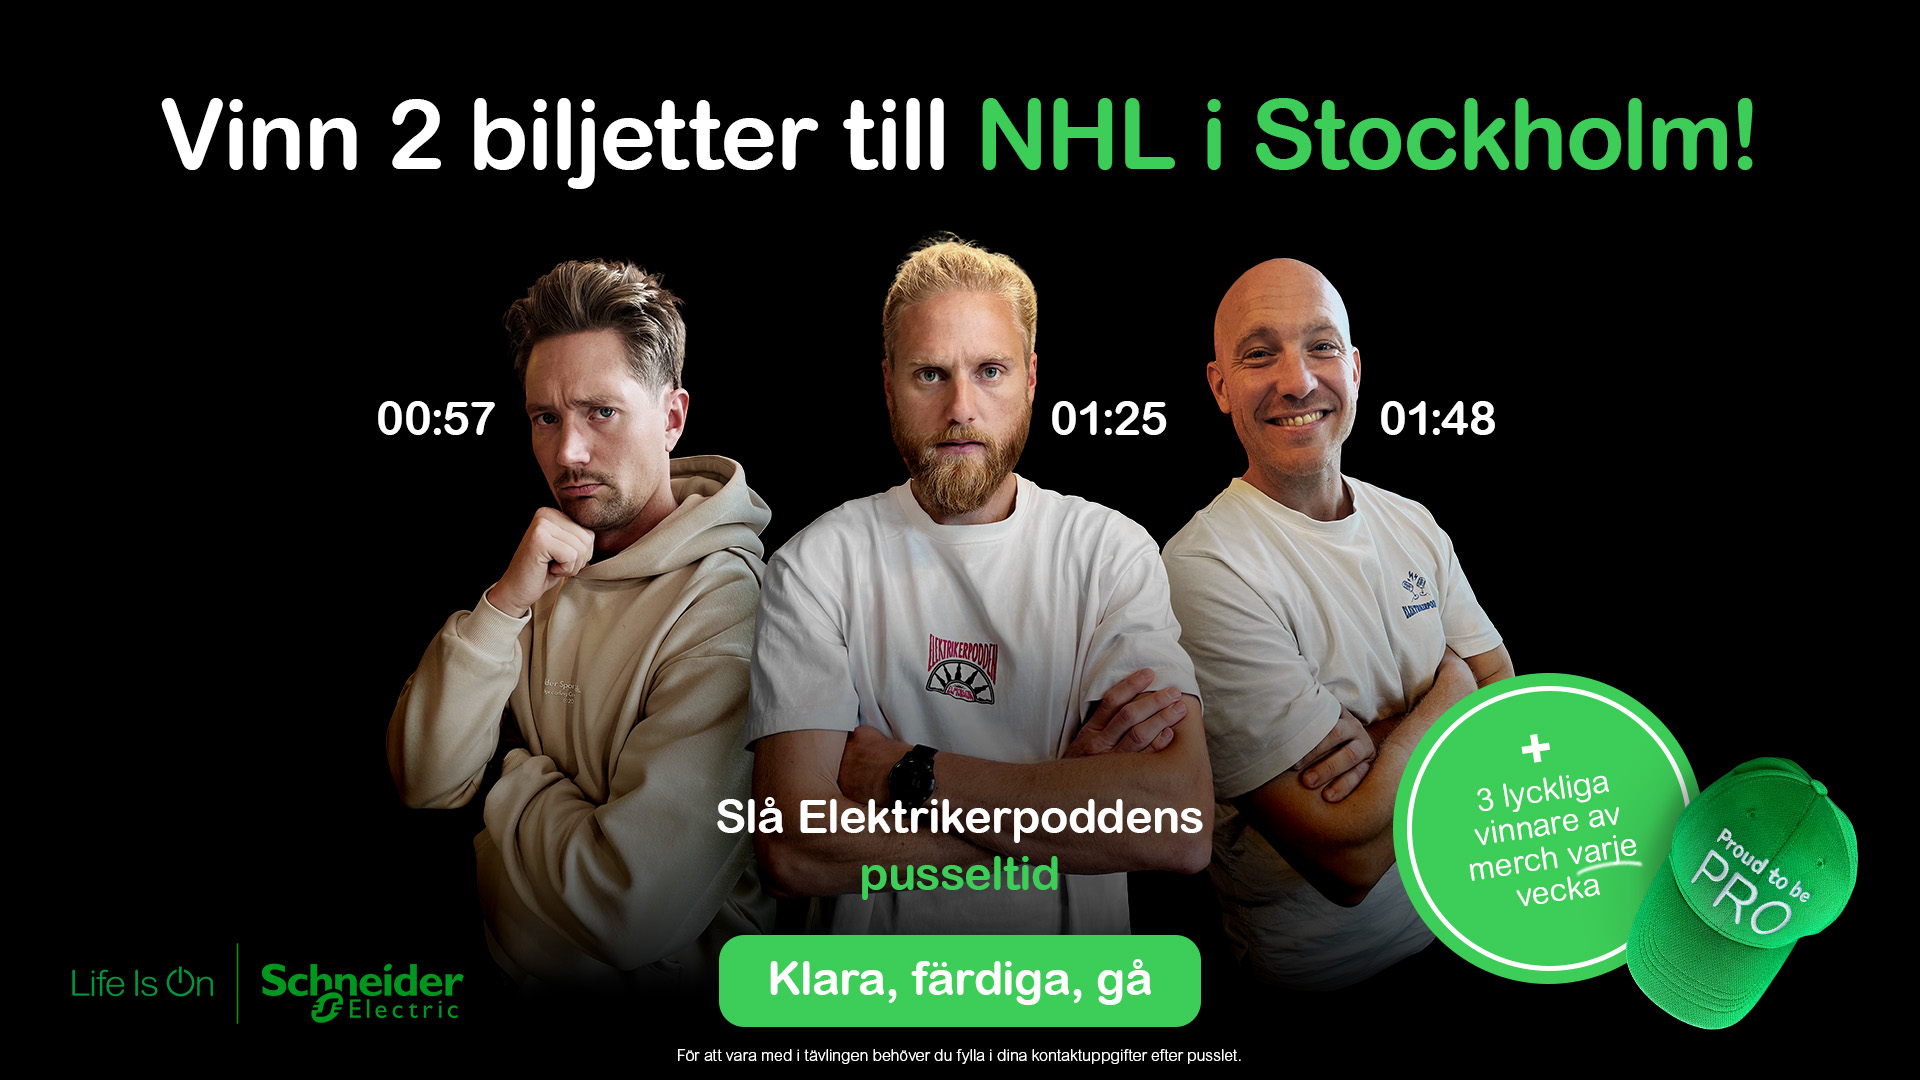 Vinn 2 biljetter till NHL i Stockholm!
00:57
01:25
01:48
ELEKTRIKERPODDEN
Slå Elektrikerpoddens
pusseltid
Klara, färdiga, gå
För att vara med i tävlingen behöver du fylla i dina kontaktuppgifter efter pusslet.
+
3 lyckliga
vinnare av
merch varje
vecka
Proud to be
PRO
Life Is On
Schneider
Electric